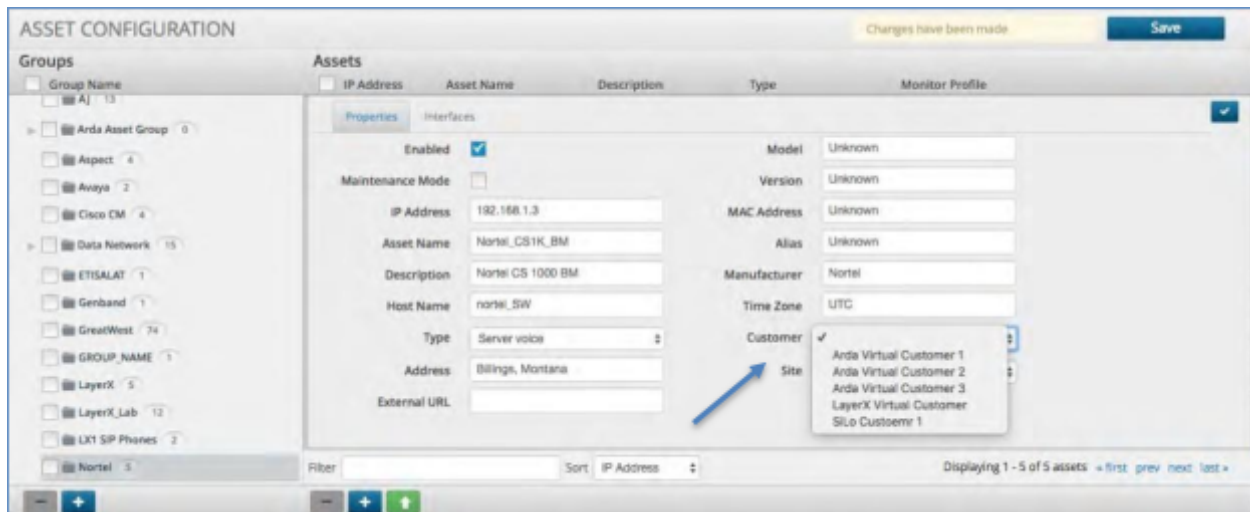 ASSET CONFIGURATION
Changes have been made
Save
Groups
Assets
Group Name
IP Address Asset Name Description Type Monitor Profile
AJ 13
Arda Asset Group 0
Aspect 4
Avaya 2
Cisco CM 4
Data Network 15
ETISALAT 1
Genband 1
GreatWest 74
GROUP_NAME 1
LayerX 5
LayerX_Lab 12
LX1 SIP Phones 2
Nortel 5
Properties Interfaces
Enabled
Maintenance Mode
IP Address 192.168.1.3
Asset Name Nortel_CS1K_BM
Description Nortel CS 1000 BM
Host Name nortel_SW
Type Server voice
Address Billings, Montana
External URL
Model Unknown
Version Unknown
MAC Address Unknown
Alias Unknown
Manufacturer Nortel
Time Zone UTC
Customer
Arda Virtual Customer 1
Arda Virtual Customer 2
Arda Virtual Customer 3
LayerX Virtual Customer
SiLo Custoemr 1
Site
Filter Sort IP Address Displaying 1 - 5 of 5 assets « first prev next last »